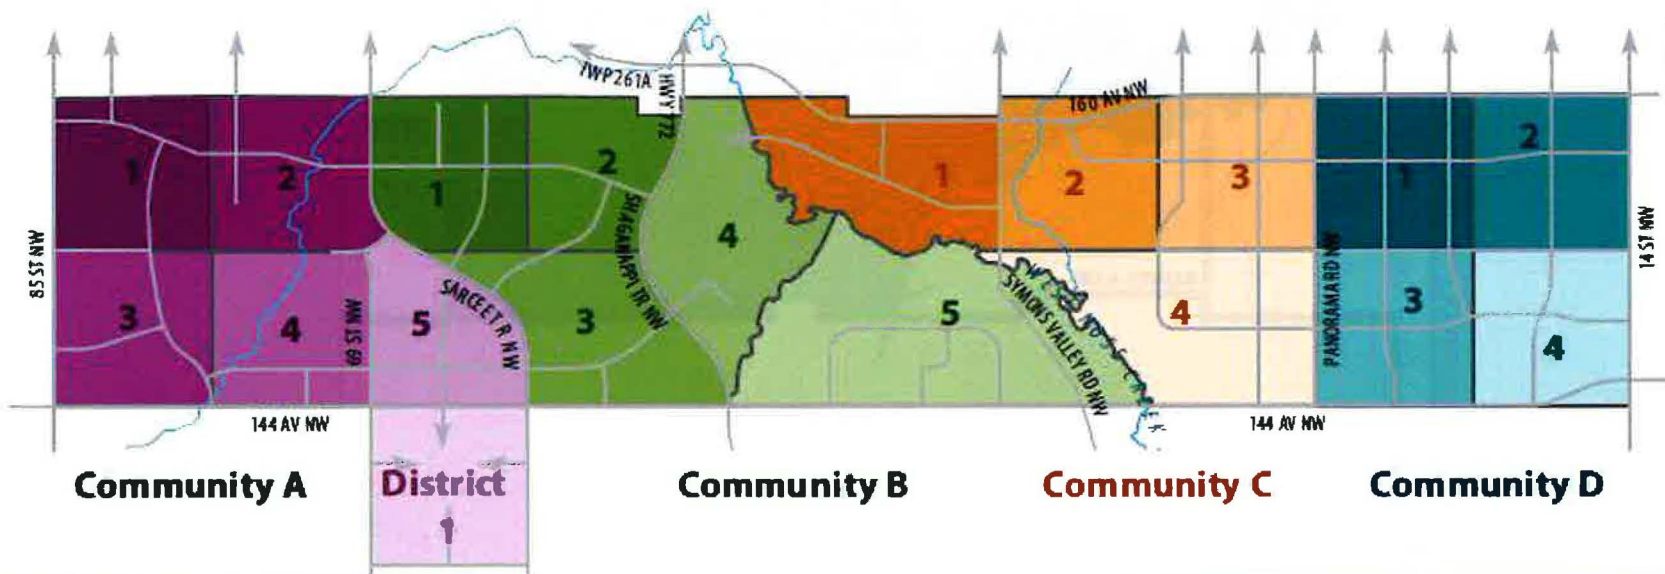 IWP261A
HWY 772
160 AV NW
1
2
1
2
4
1
2
3
1
2
85 ST NW
3
4
69 ST NW
5
SARCEE TR NW
3
SHAGANAPPI TR NW
5
SYMONS VALLEY RD NW
4
PANORAMA RD NW
3
4
14 ST NW
144 AV NW
144 AV NW
Community A
District
1
Community B
Community C
Community D